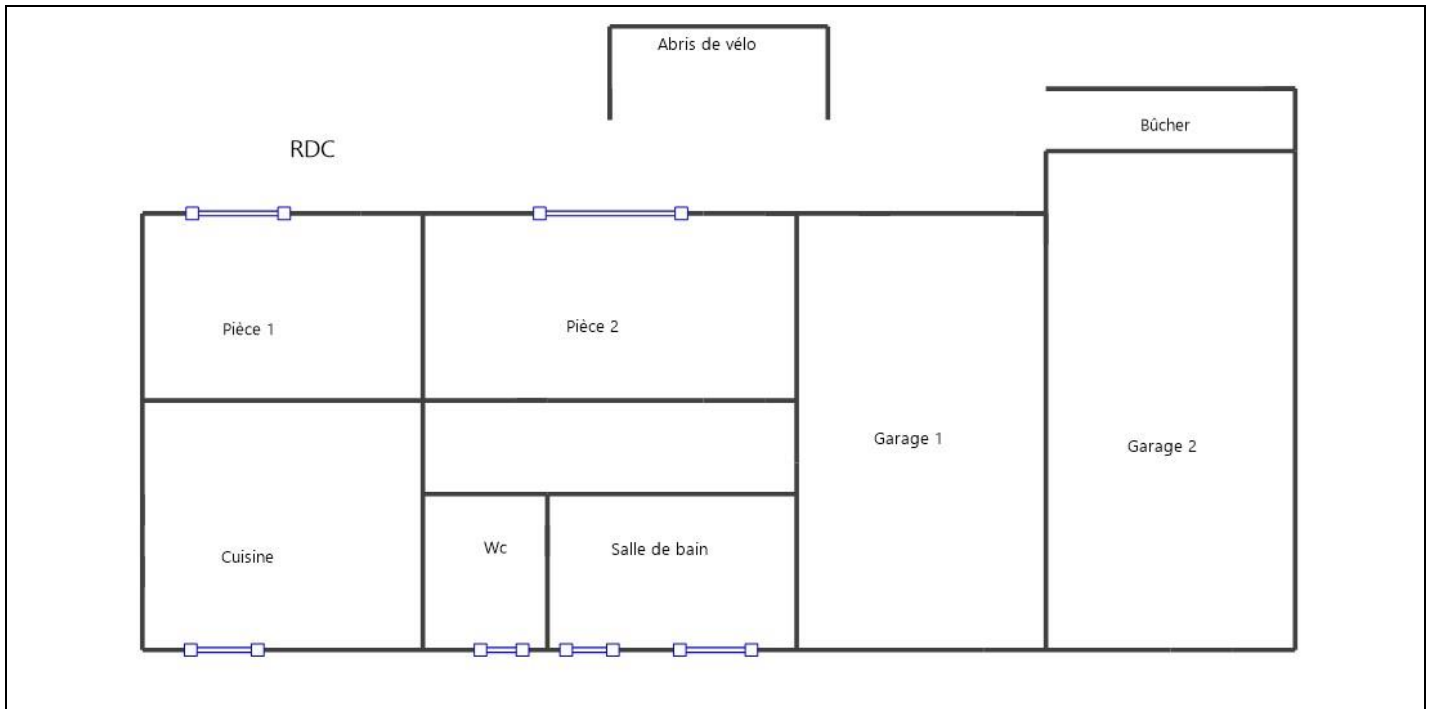 Abris de vélo
Bûcher
RDC
Pièce 1
Pièce 2
Garage 1
Garage 2
Cuisine
Wc
Salle de bain